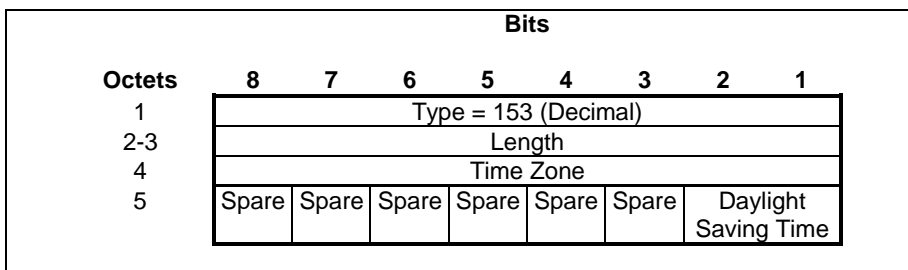 Bits
Octets 8 7 6 5 4 3 2 1
1 Type = 153 (Decimal)
2-3 Length
4 Time Zone
5 Spare Spare Spare Spare Spare Spare Daylight
Saving Time